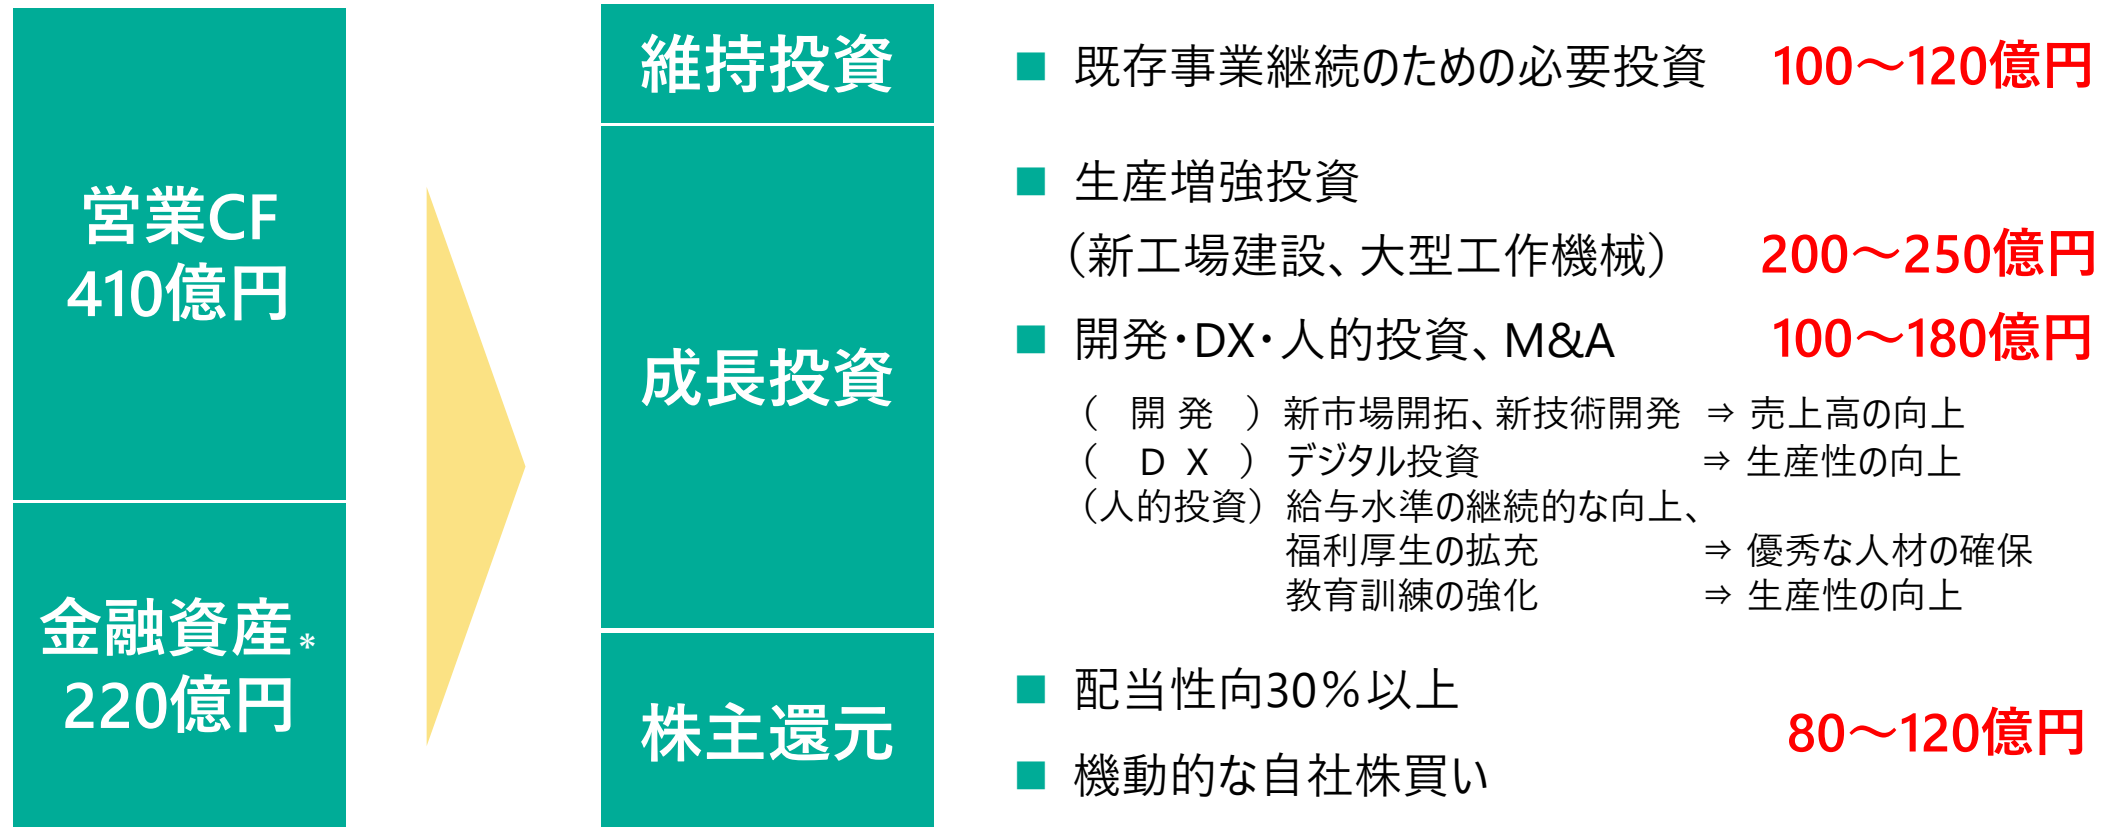 営業CF
410億円
金融資産*
220億円
維持投資
成長投資
株主還元
■ 既存事業継続のための必要投資 100～120億円
■ 生産増強投資
（新工場建設、大型工作機械） 200～250億円
■ 開発・DX・人的投資、M&A 100～180億円
（ 開 発 ）新市場開拓、新技術開発 ⇒ 売上高の向上
（ D X ）デジタル投資 ⇒ 生産性の向上
（人的投資）給与水準の継続的な向上、
福利厚生の拡充 ⇒ 優秀な人材の確保
教育訓練の強化 ⇒ 生産性の向上
■ 配当性向30％以上
80～120億円
■ 機動的な自社株買い